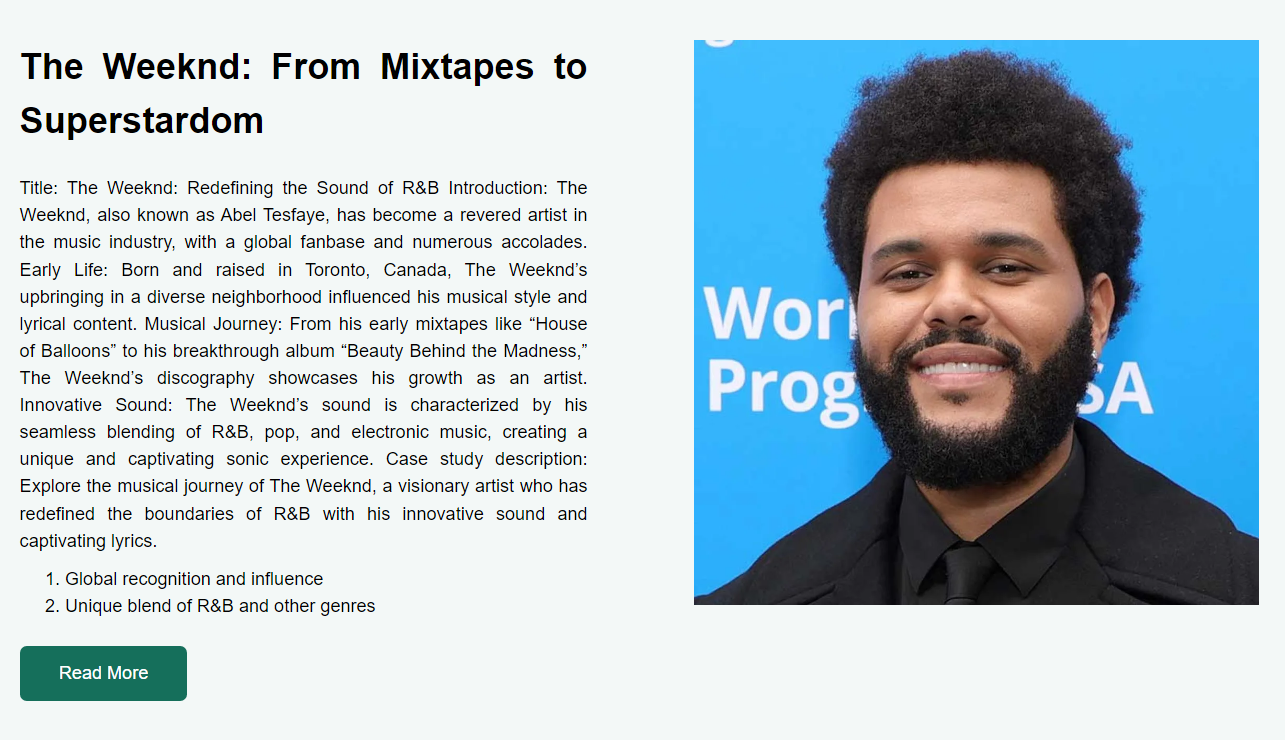 The Weeknd: From Mixtapes to
Superstardom
Title: The Weeknd: Redefining the Sound of R&B Introduction: The
Weeknd, also known as Abel Tesfaye, has become a revered artist in
the music industry, with a global fanbase and numerous accolades.
Early Life: Born and raised in Toronto, Canada, The Weeknd’s
upbringing in a diverse neighborhood influenced his musical style and
lyrical content. Musical Journey: From his early mixtapes like “House
of Balloons” to his breakthrough album “Beauty Behind the Madness,”
The Weeknd’s discography showcases his growth as an artist.
Innovative Sound: The Weeknd’s sound is characterized by his
seamless blending of R&B, pop, and electronic music, creating a
unique and captivating sonic experience. Case study description:
Explore the musical journey of The Weeknd, a visionary artist who has
redefined the boundaries of R&B with his innovative sound and
captivating lyrics.
1. Global recognition and influence
2. Unique blend of R&B and other genres
Read More